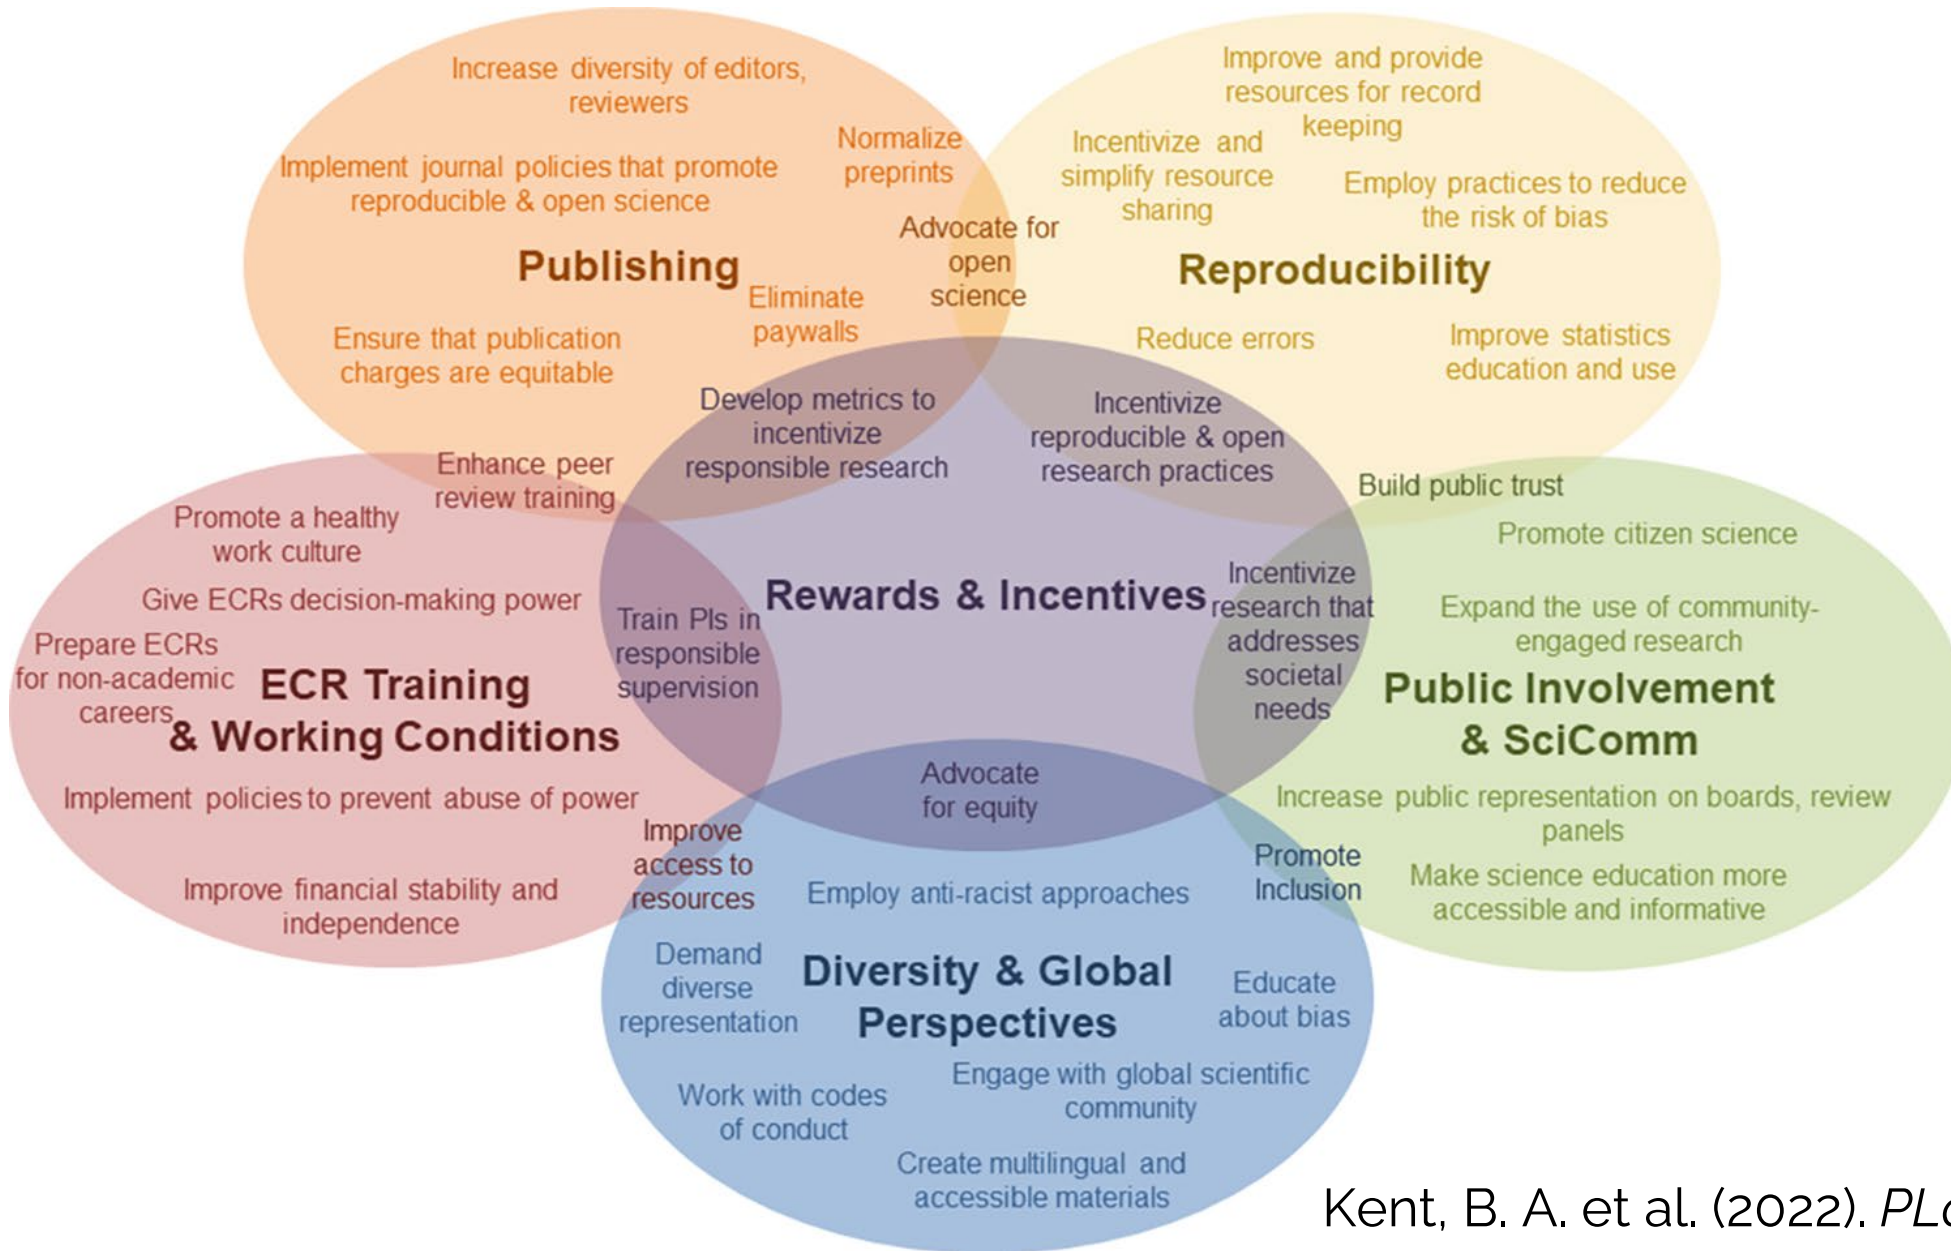 Increase diversity of editors,
reviewers
Normalize
preprints
Implement journal policies that promote
reproducible & open science
Publishing
Eliminate
paywalls
Ensure that publication
charges are equitable
Advocate for
open
science
Improve and provide
resources for record
keeping
Incentivize and
simplify resource
sharing
Employ practices to reduce
the risk of bias
Reproducibility
Reduce errors
Improve statistics
education and use
Develop metrics to
incentivize
responsible research
Incentivize
reproducible & open
research practices
Enhance peer
review training
Build public trust
Promote a healthy
work culture
Give ECRs decision-making power
Prepare ECRs
for non-academic
careers
ECR Training
& Working Conditions
Implement policies to prevent abuse of power
Improve financial stability and
independence
Train PIs in
responsible
supervision
Rewards & Incentives
Incentivize
research that
addresses
societal
needs
Promote citizen science
Expand the use of community-
engaged research
Public Involvement
& SciComm
Increase public representation on boards, review
panels
Make science education more
accessible and informative
Advocate
for equity
Improve
access to
resources
Promote
Inclusion
Employ anti-racist approaches
Demand
diverse
representation
Diversity & Global
Perspectives
Educate
about bias
Engage with global scientific
community
Work with codes
of conduct
Create multilingual and
accessible materials
Kent, B. A. et al. (2022).